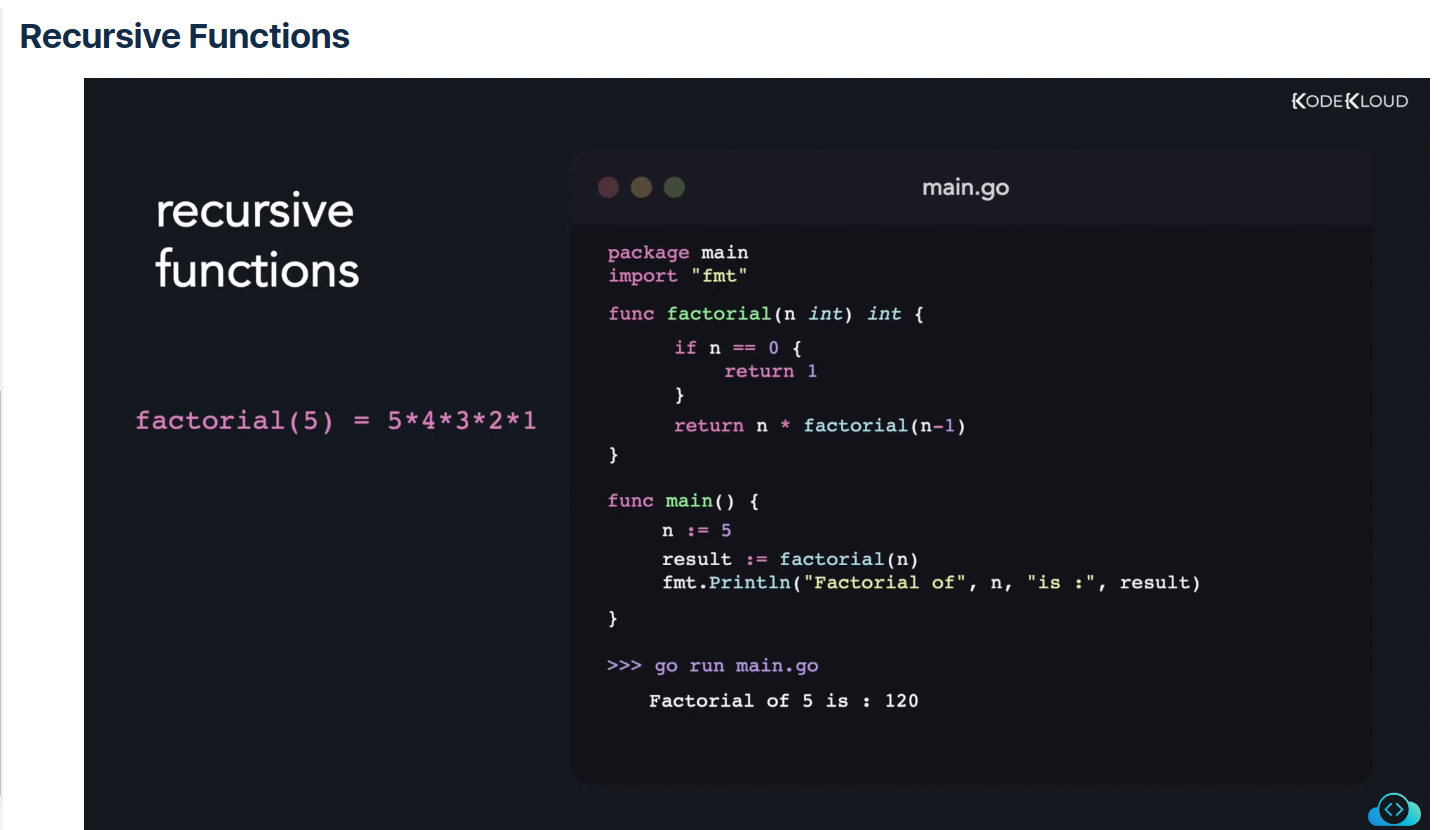 Recursive Functions
KODEKLOUD
recursive
functions
factorial(5) = 5*4*3*2*1
main.go
package main
import "fmt"
func factorial(n int) int {
if n == 0 {
return 1
}
return n * factorial(n-1)
}
func main() {
n := 5
result := factorial(n)
fmt.Println("Factorial of", n, "is :", result)
}
>>> go run main.go
Factorial of 5 is : 120